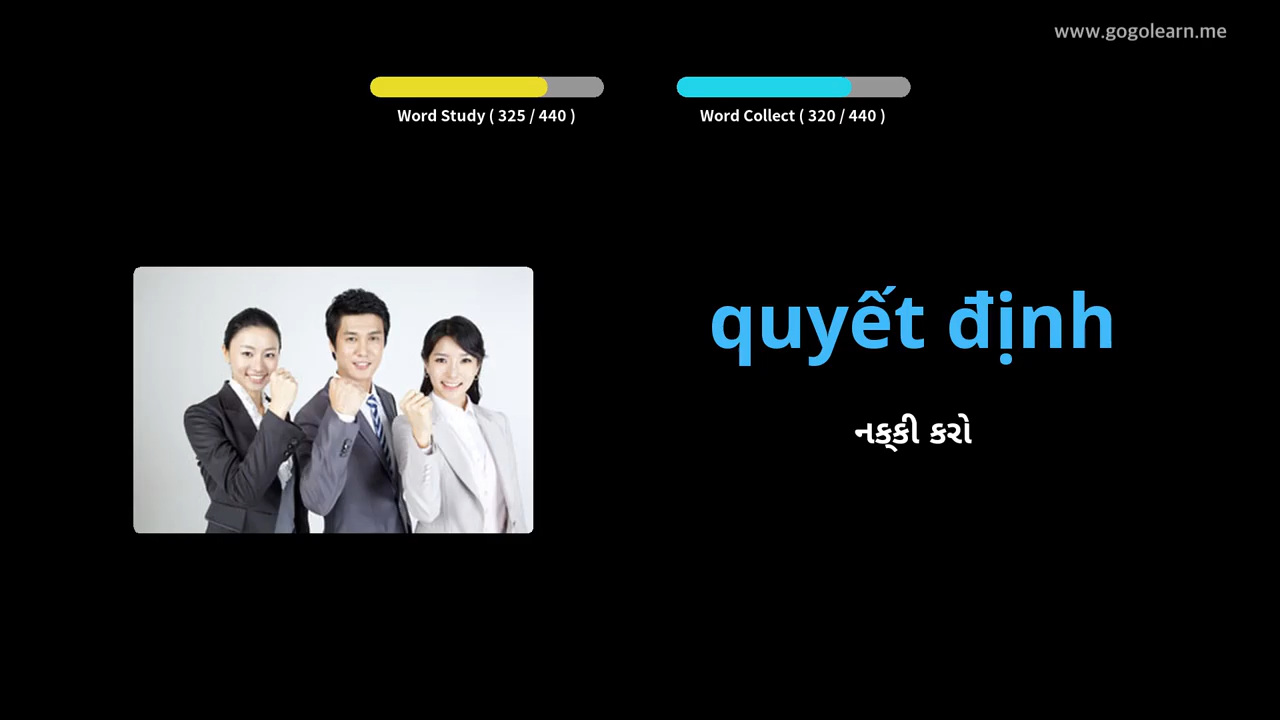 www.gogolearn.me
Word Study ( 325 / 440 )
Word Collect ( 320 / 440 )
quyết định
નક્કી કરો